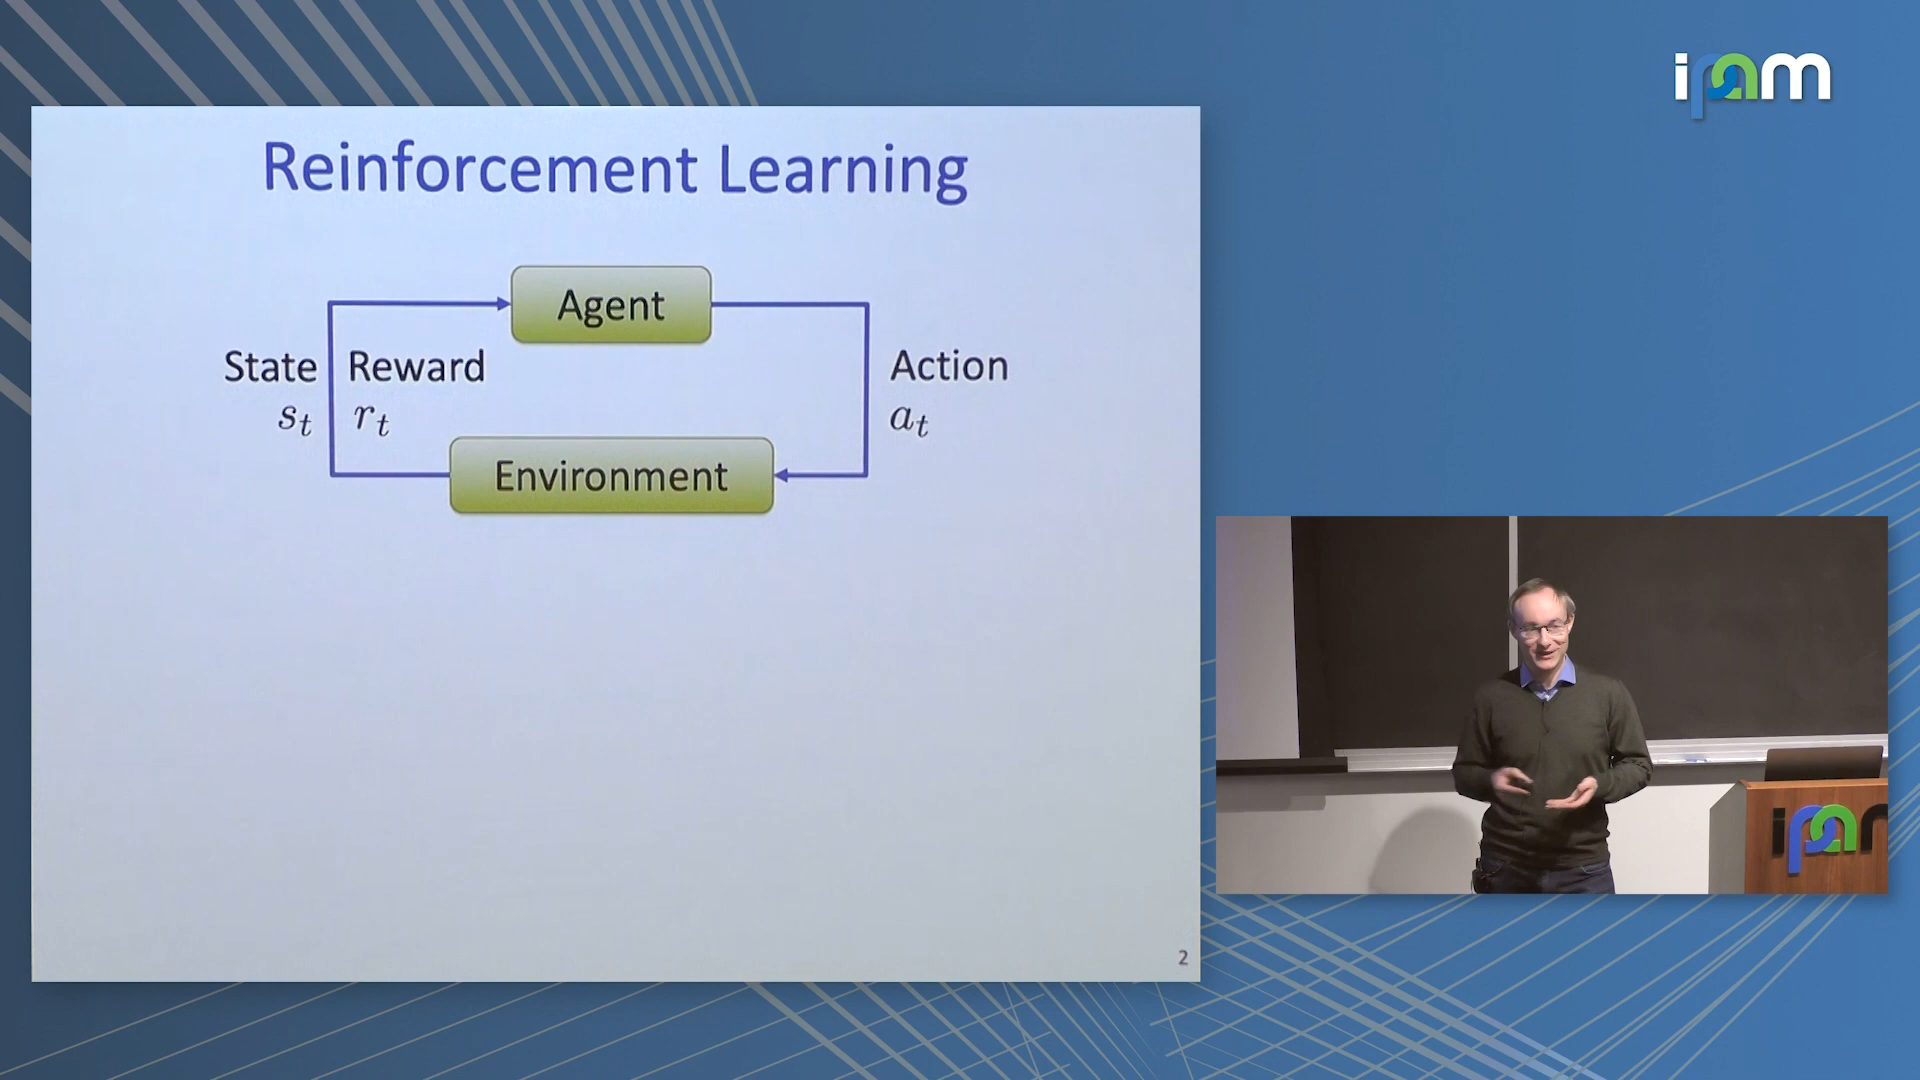 ipam
Reinforcement Learning
Agent
State Reward Action
s_t r_t a_t
Environment
2
ipam